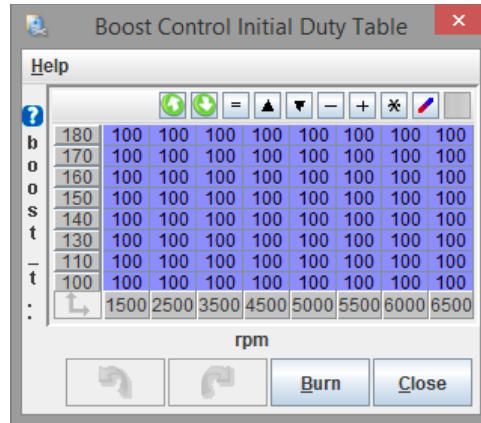 Boost Control Initial Duty Table
Help
boost_t:
180 100 100 100 100 100 100 100 100
170 100 100 100 100 100 100 100 100
160 100 100 100 100 100 100 100 100
150 100 100 100 100 100 100 100 100
140 100 100 100 100 100 100 100 100
130 100 100 100 100 100 100 100 100
110 100 100 100 100 100 100 100 100
100 100 100 100 100 100 100 100 100
1500 2500 3500 4500 5000 5500 6000 6500
rpm
Burn Close